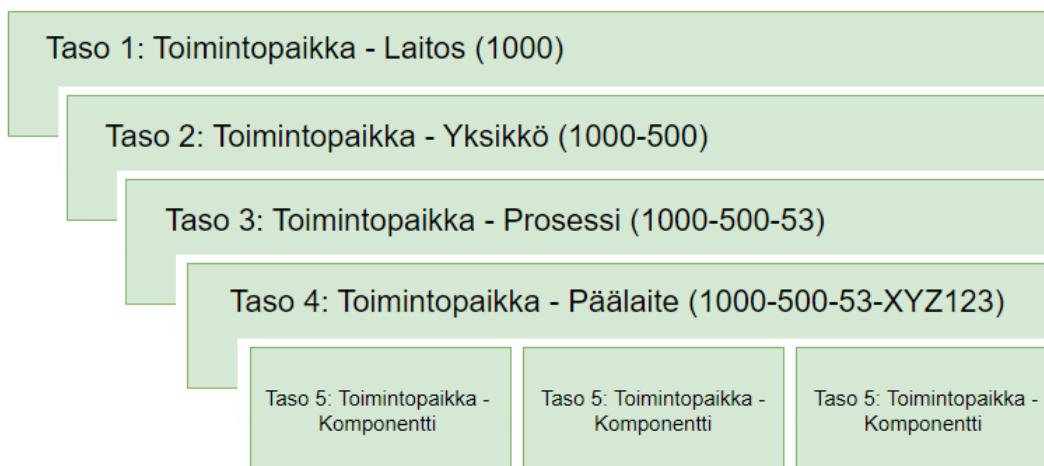 Taso 1: Toimintopaikka - Laitos (1000)
Taso 2: Toimintopaikka - Yksikkö (1000-500)
Taso 3: Toimintopaikka - Prosessi (1000-500-53)
Taso 4: Toimintopaikka - Päälaite (1000-500-53-XYZ123)
Taso 5: Toimintopaikka -
Komponentti
Taso 5: Toimintopaikka -
Komponentti
Taso 5: Toimintopaikka -
Komponentti